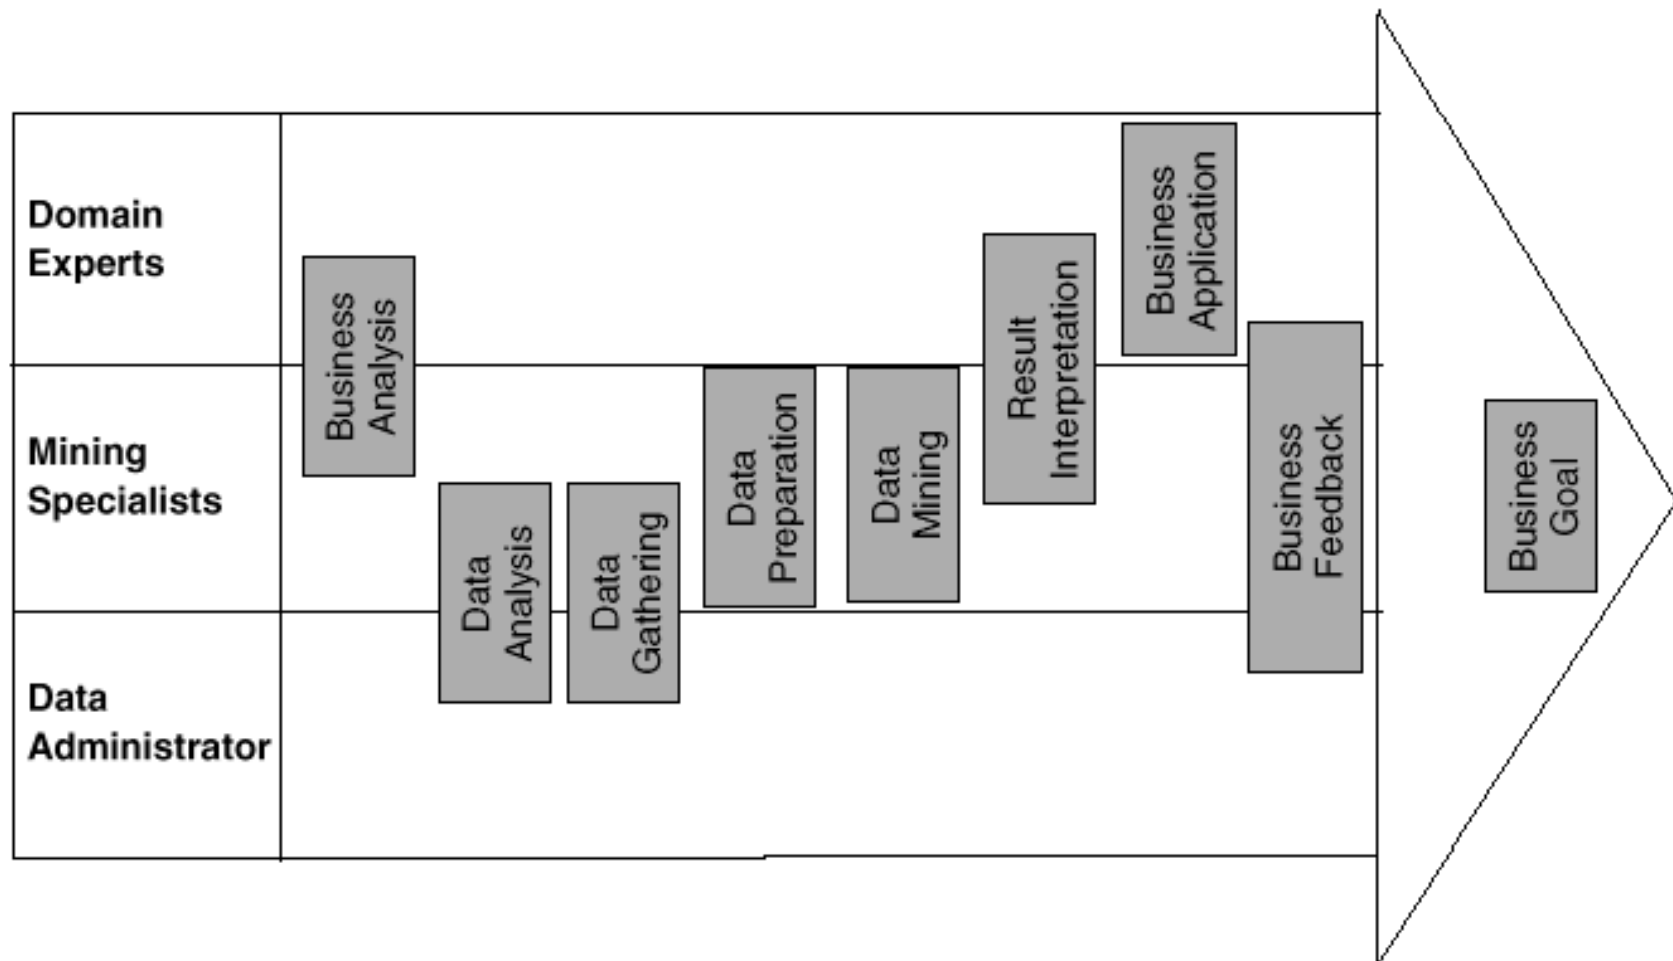 Domain
Experts
Mining
Specialists
Data
Administrator
Business
Analysis
Data
Analysis
Data
Gathering
Data
Preparation
Data
Mining
Result
Interpretation
Business
Application
Business
Feedback
Business
Goal